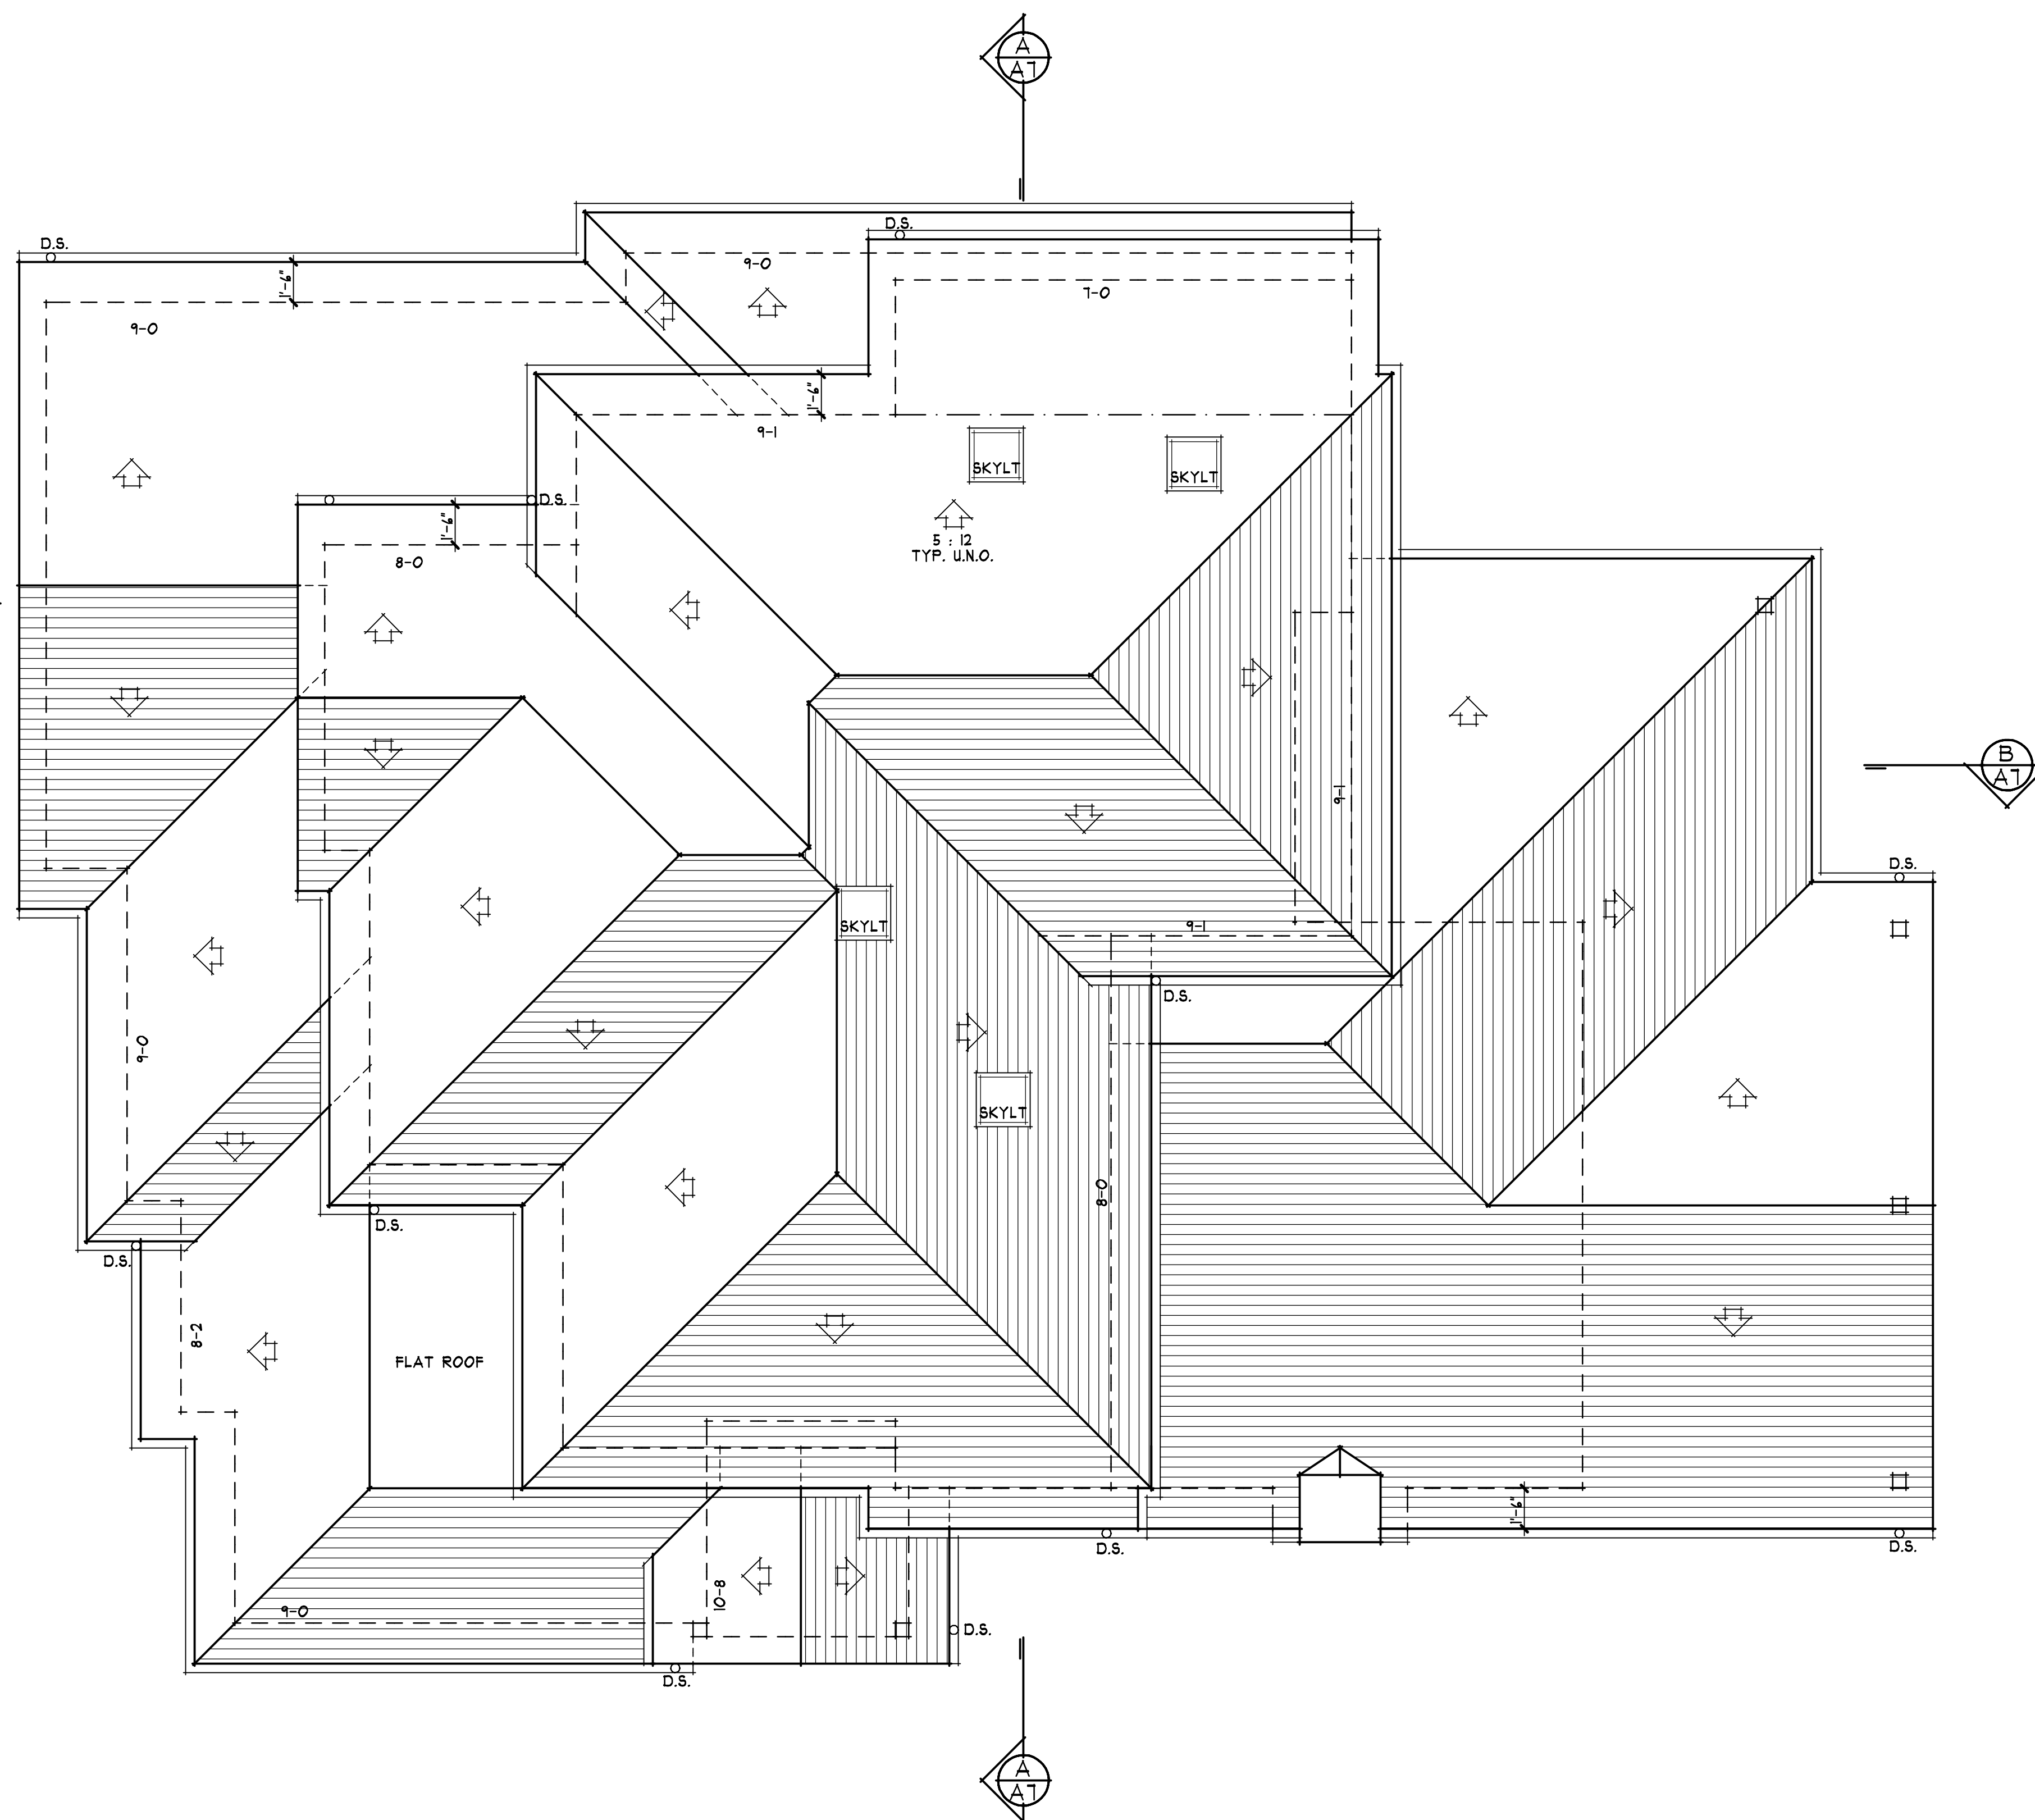 A
A7
D.S.
D.S.
9-0
1'-6"
7-0
9-0
1'-6"
9-1
SKYLT
SKYLT
D.S.
1'-6"
5 : 12
TYP. U.N.O.
8-0
B
A7
9-1
D.S.
SKYLT
9-1
D.S.
9-0
SKYLT
8-0
D.S.
D.S.
8-2
FLAT ROOF
1'-6"
D.S.
D.S.
10-8
9-0
D.S.
D.S.
A
A7